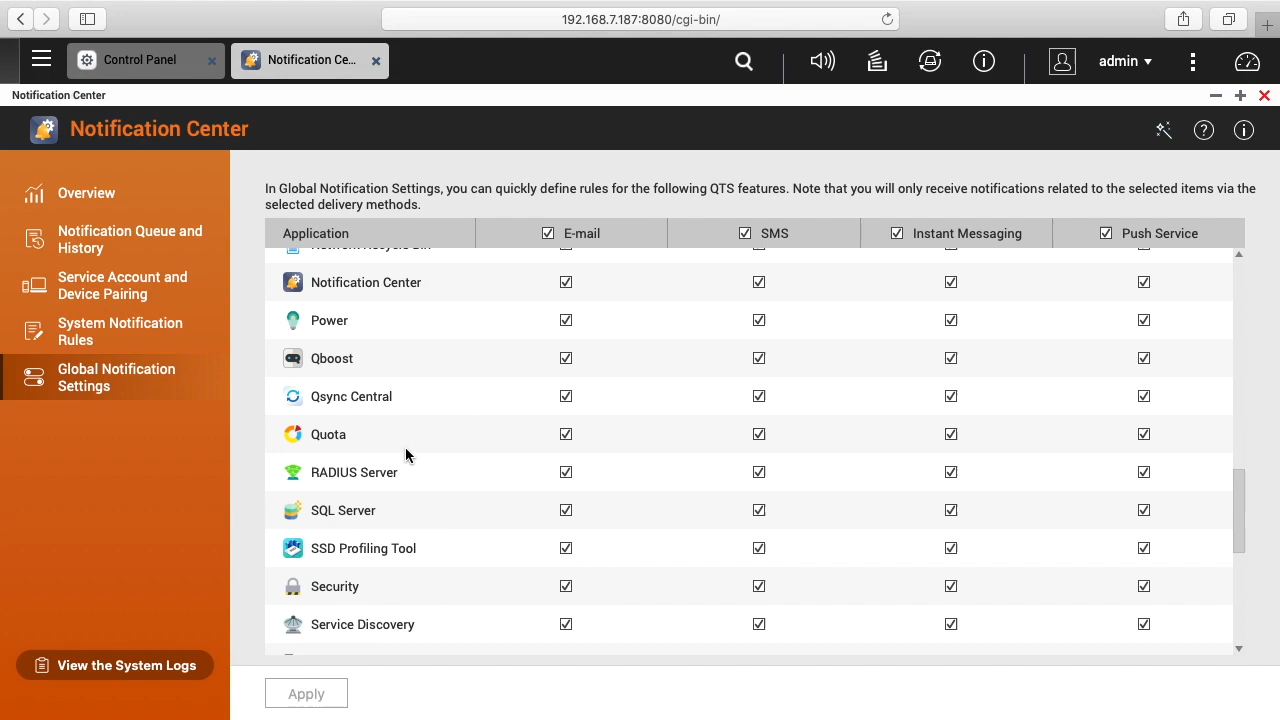 192.168.7.187:8080/cgi-bin/
Control Panel
Notification Ce...
admin
Notification Center
Notification Center
Overview
Notification Queue and
History
Service Account and
Device Pairing
System Notification
Rules
Global Notification
Settings
View the System Logs
In Global Notification Settings, you can quickly define rules for the following QTS features. Note that you will only receive notifications related to the selected items via the
selected delivery methods.
Application E-mail SMS Instant Messaging Push Service
Notification Center
Power
Qboost
Qsync Central
Quota
RADIUS Server
SQL Server
SSD Profiling Tool
Security
Service Discovery
Apply